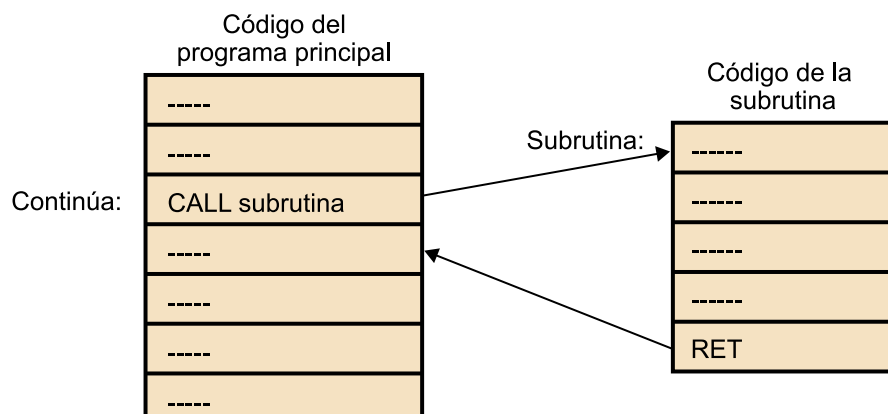 Código del
programa principal
-----
-----
Continúa: CALL subrutina
-----
-----
-----
-----
Código de la
subrutina
Subrutina: ------
------
------
------
RET